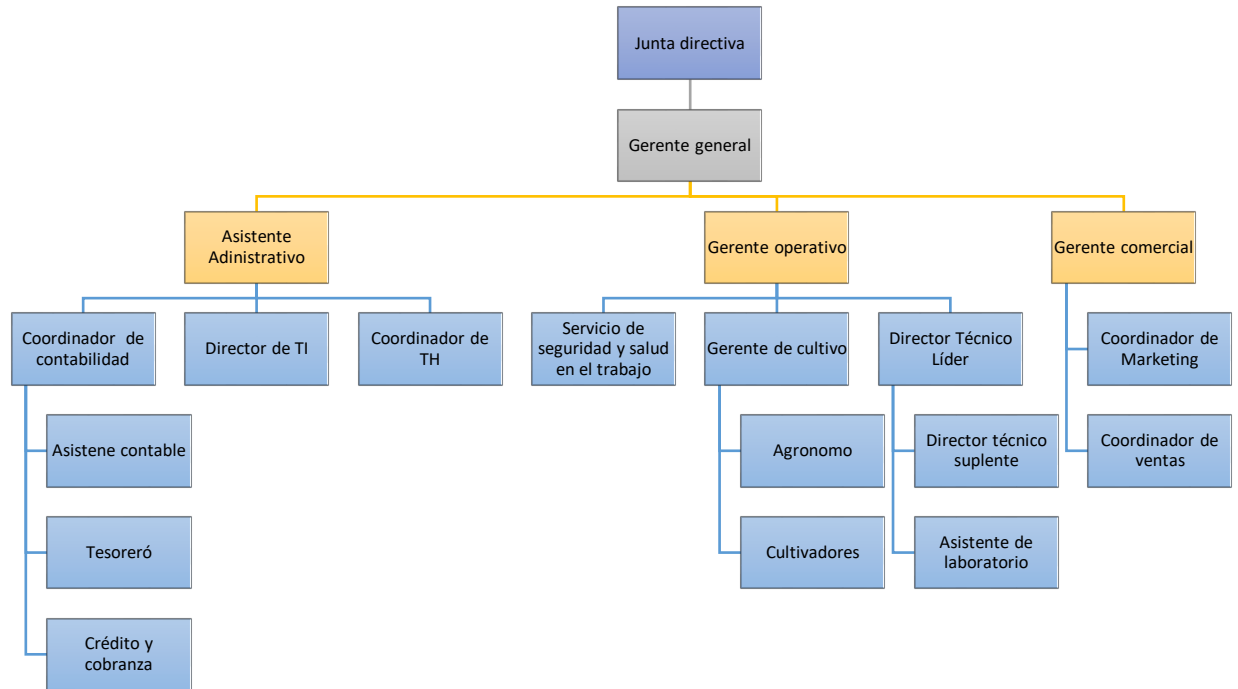 Junta directiva
Gerente general
Asistente
Adinistrativo
Gerente operativo
Gerente comercial
Coordinador de
contabilidad
Director de TI
Coordinador de
TH
Servicio de
seguridad y salud
en el trabajo
Gerente de cultivo
Director Técnico
Líder
Coordinador de
Marketing
Asistene contable
Agronomo
Director técnico
suplente
Coordinador de
ventas
Tesoreró
Cultivadores
Asistente de
laboratorio
Crédito y
cobranza